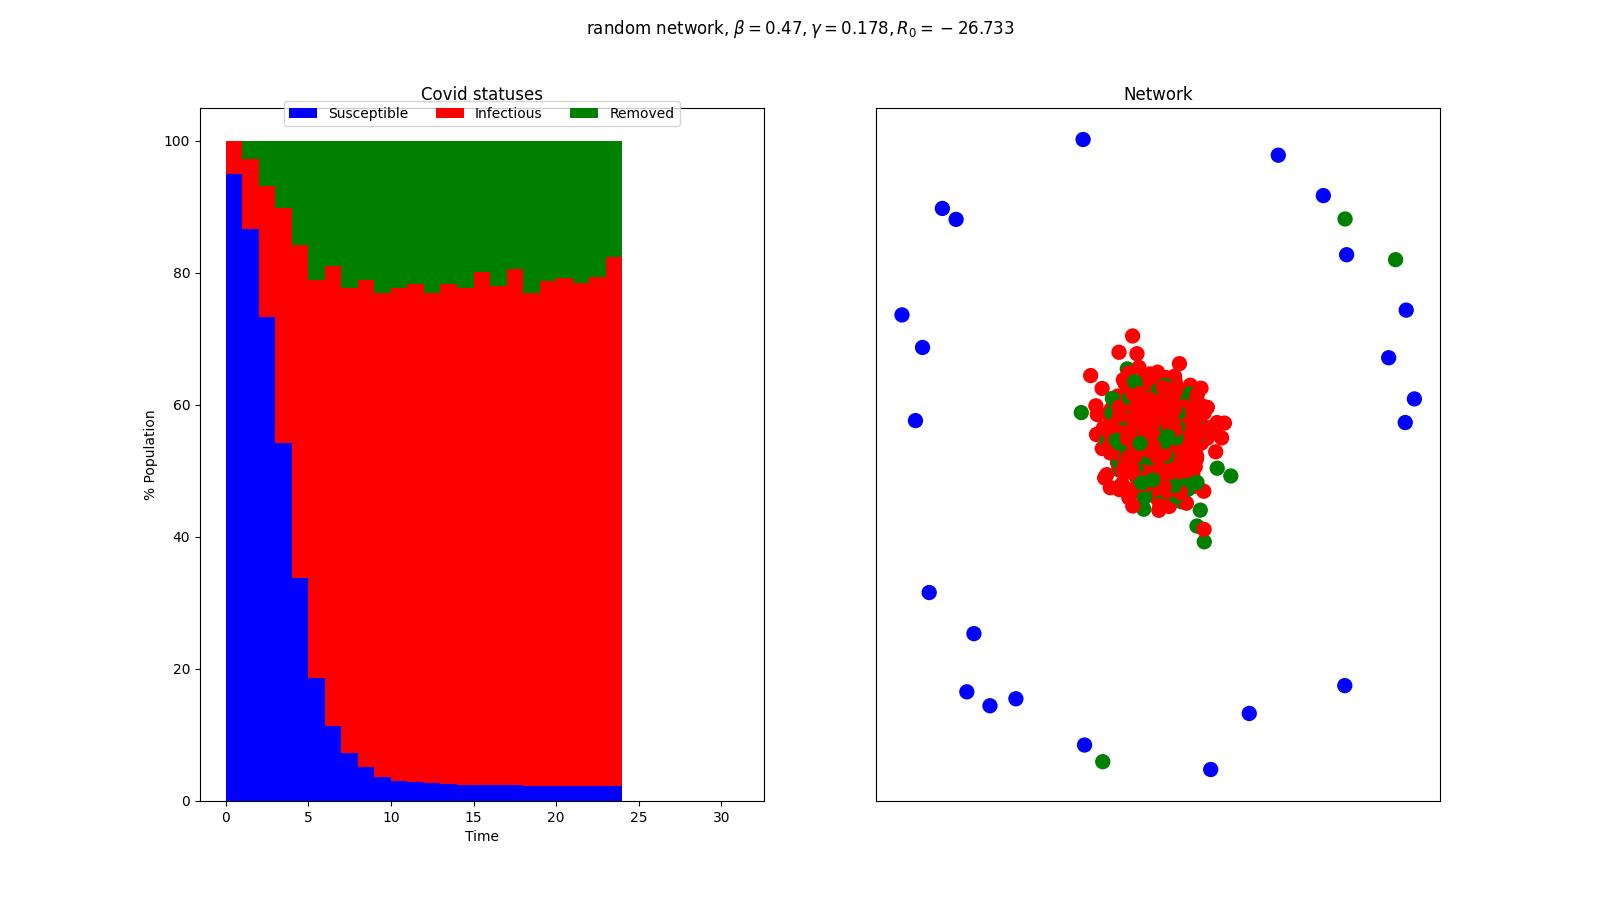 random network, β = 0.47, γ = 0.178, R₀ = − 26.733
Covid statuses
Susceptible Infectious Removed
100
80
60
40
20
0
% Population
0 5 10 15 20 25 30
Time
Network